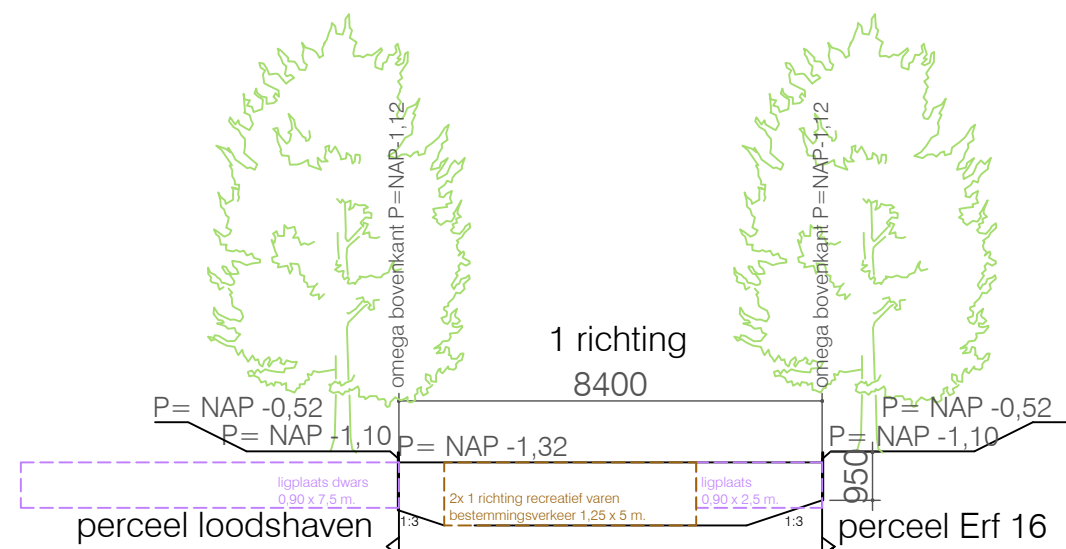 omega bovenkant P=NAP-1,12
omega bovenkant P=NAP-1,12
1 richting
8400
P= NAP -0,52
P= NAP -0,52
P= NAP -1,10
P= NAP -1,32
P= NAP -1,10
950
ligplaats dwars
0,90 x 7,5 m.
2x 1 richting recreatief varen
bestemmingsverkeer 1,25 x 5 m.
ligplaats
0,90 x 2,5 m.
perceel loodshaven
1:3
1:3
perceel Erf 16